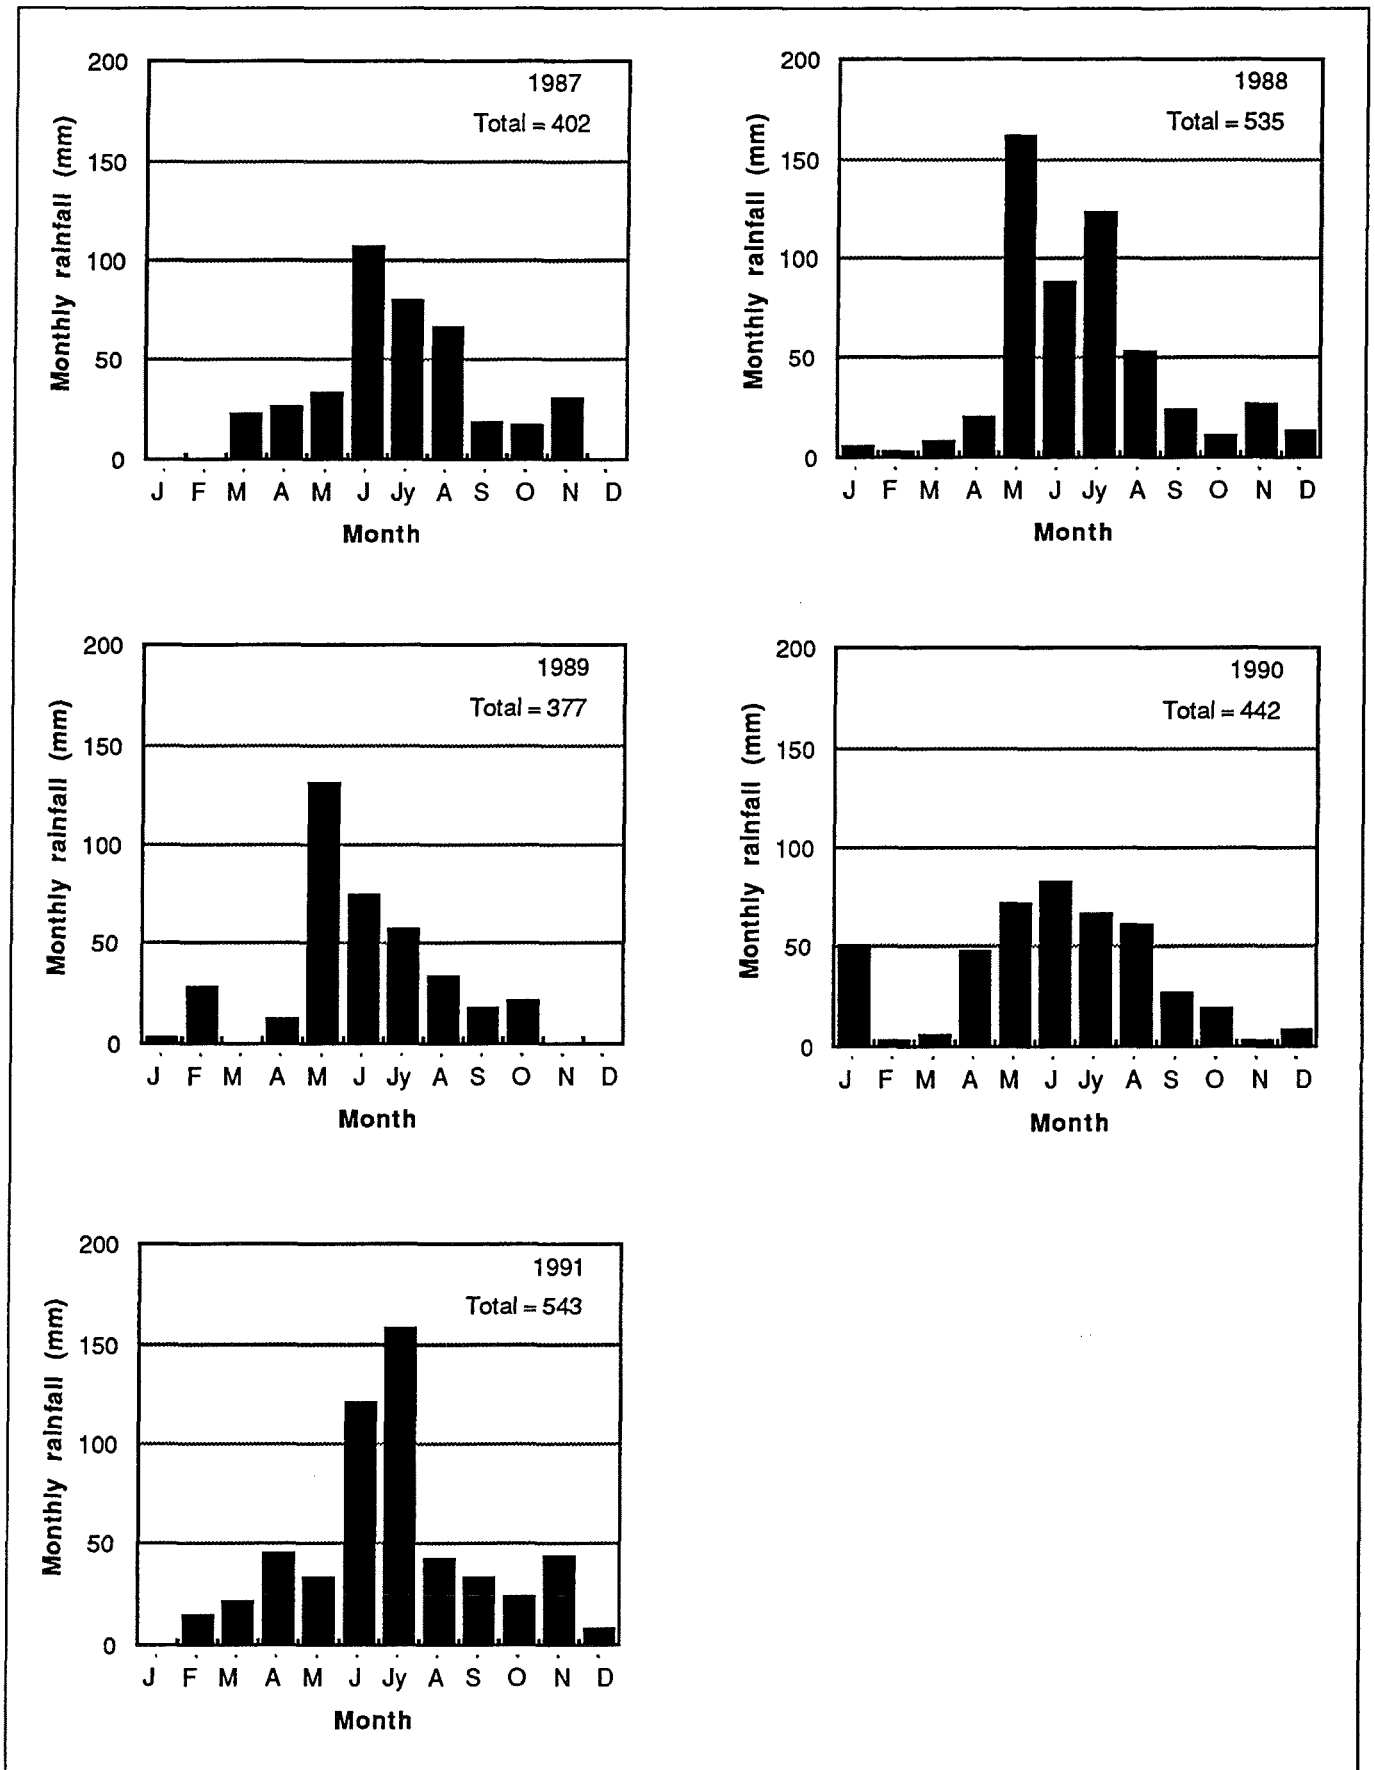 200
1987
Total = 402
150
100
50
0
Monthly rainfall (mm)
J F M A M J Jy A S O N D
Month
200
1988
Total = 535
150
100
50
0
Monthly rainfall (mm)
J F M A M J Jy A S O N D
Month
200
1989
Total = 377
150
100
50
0
Monthly rainfall (mm)
J F M A M J Jy A S O N D
Month
200
1990
Total = 442
150
100
50
0
Monthly rainfall (mm)
J F M A M J Jy A S O N D
Month
200
1991
Total = 543
150
100
50
0
Monthly rainfall (mm)
J F M A M J Jy A S O N D
Month